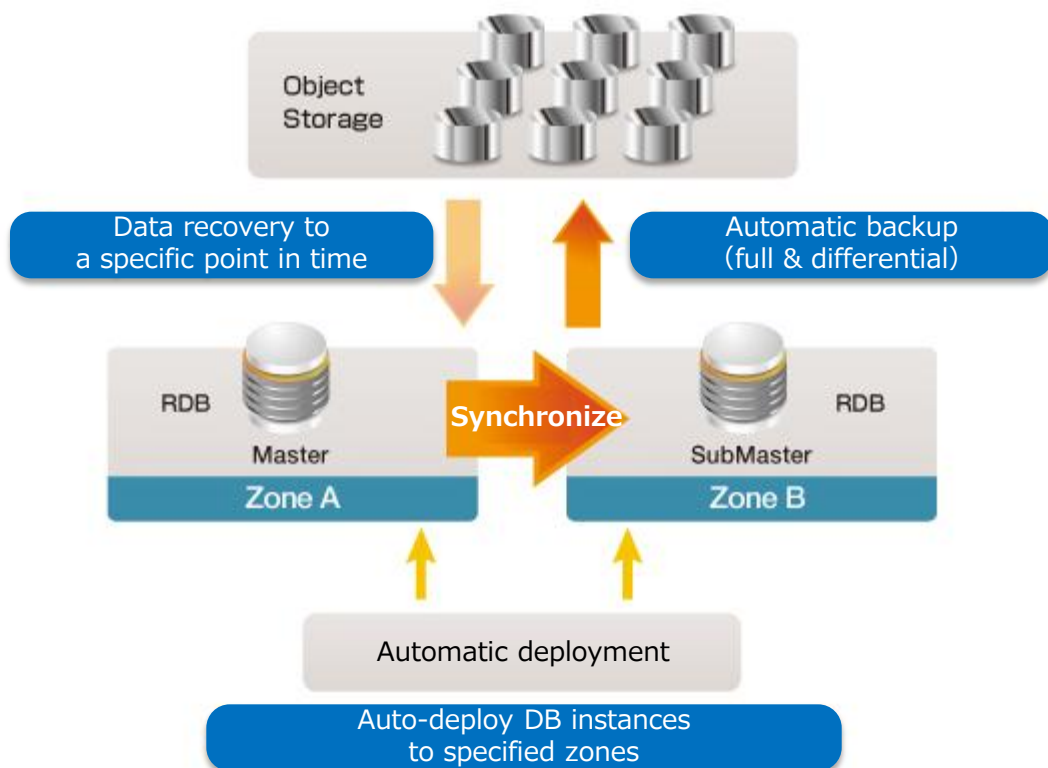 Object
Storage
Data recovery to
a specific point in time
Automatic backup
（full & differential）
RDB
Master
Zone A
Synchronize
RDB
SubMaster
Zone B
Automatic deployment
Auto-deploy DB instances
to specified zones